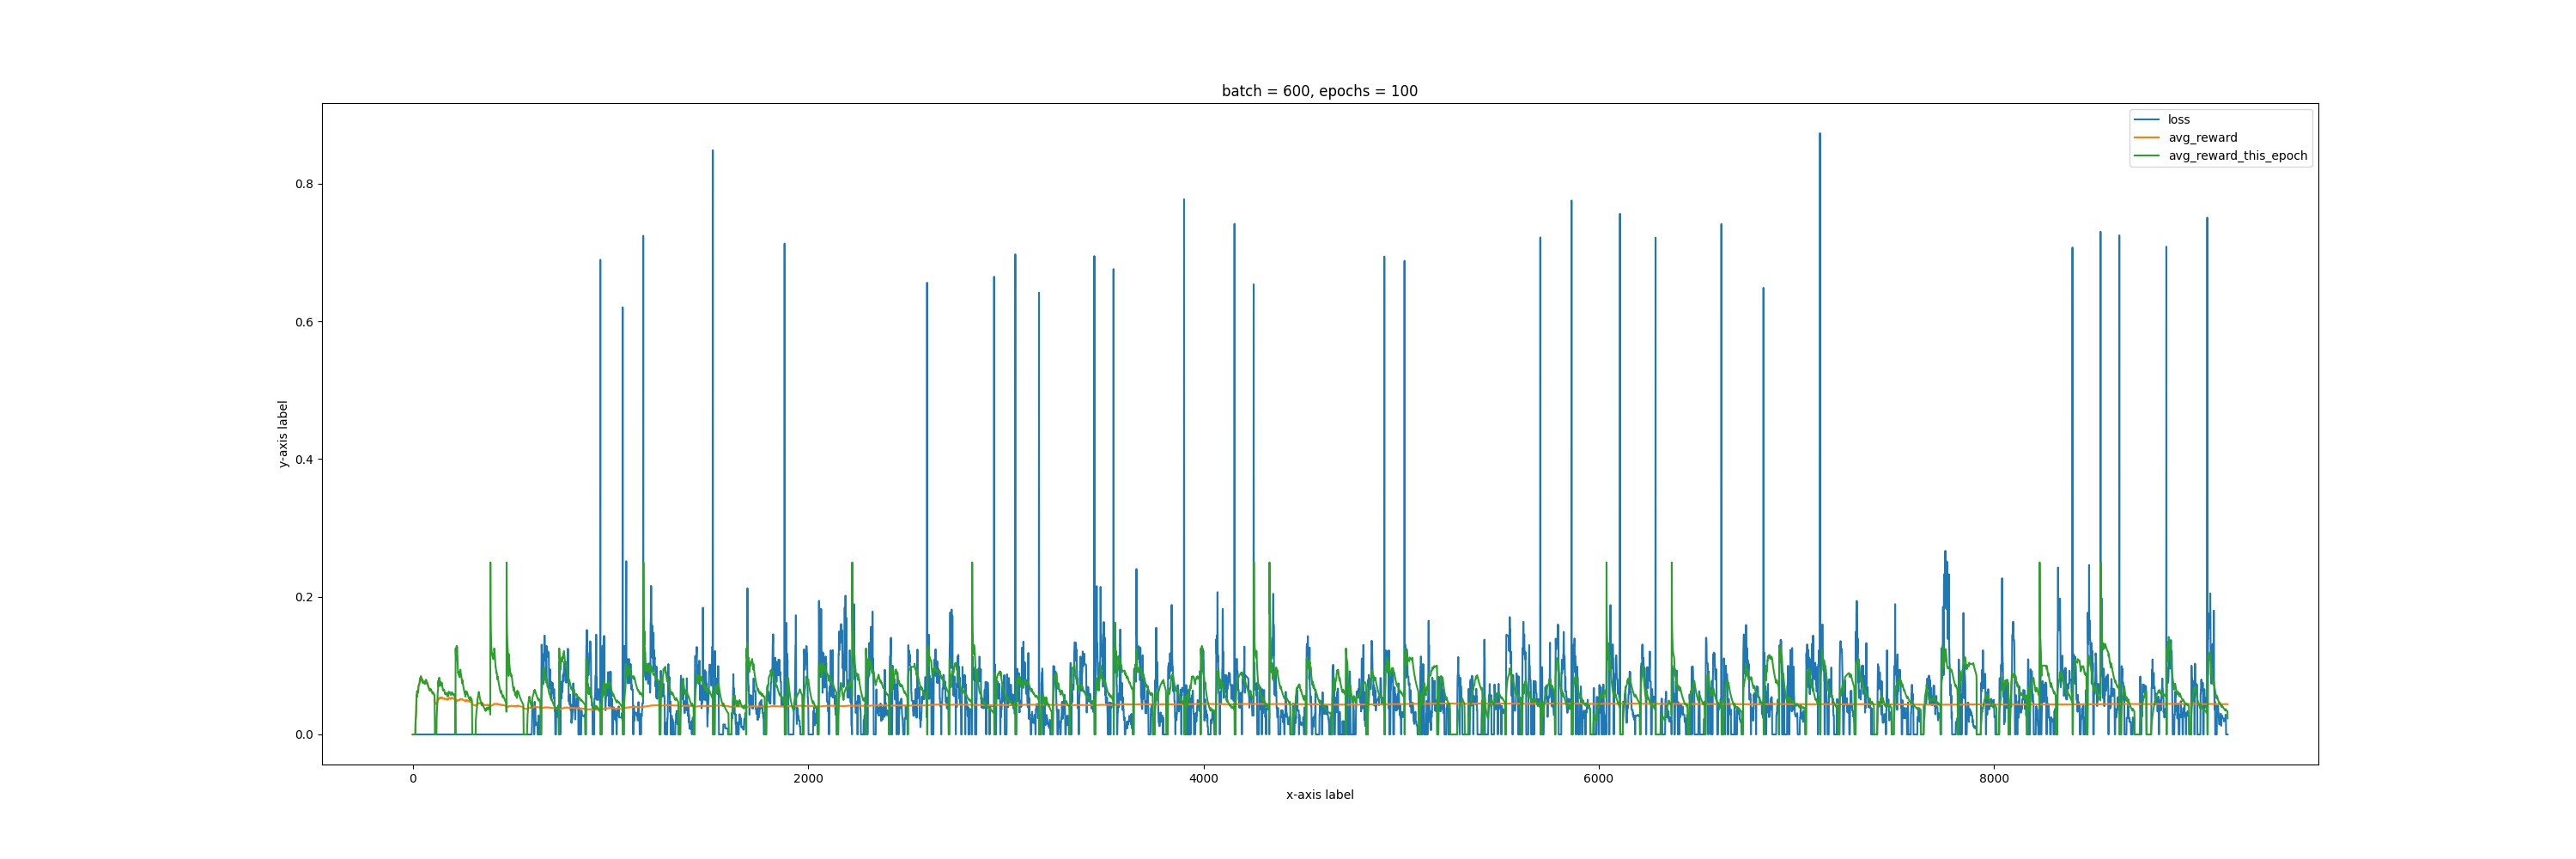 batch = 600, epochs = 100
loss
avg_reward
avg_reward_this_epoch
0.8
0.6
0.4
0.2
0.0
y-axis label
0 2000 4000 6000 8000
x-axis label